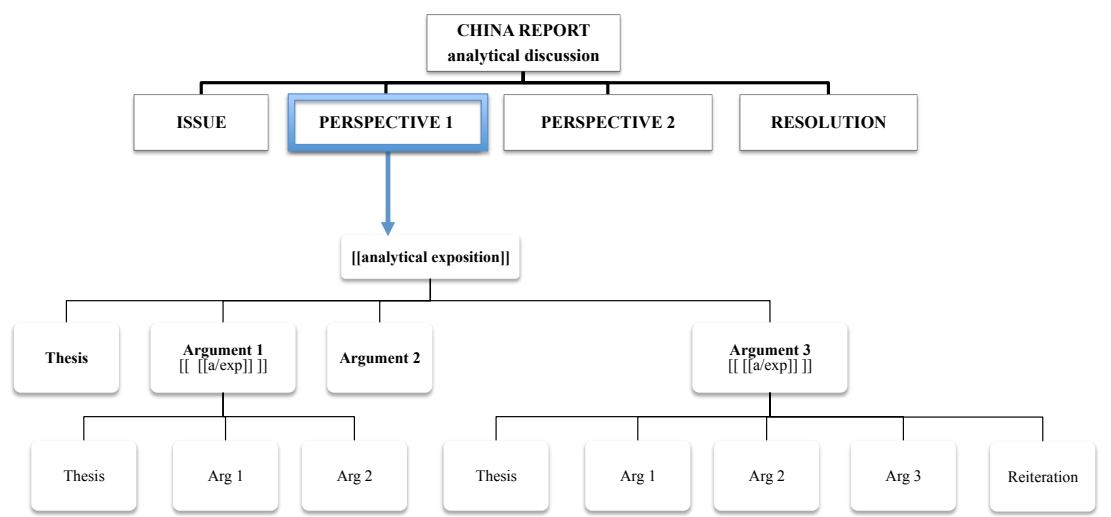 CHINA REPORT
analytical discussion
ISSUE
PERSPECTIVE 1
PERSPECTIVE 2
RESOLUTION
[[analytical exposition]]
Thesis
Argument 1
[[ [[a/exp]] ]]
Argument 2
Argument 3
[[ [[a/exp]] ]]
Thesis
Arg 1
Arg 2
Thesis
Arg 1
Arg 2
Arg 3
Reiteration